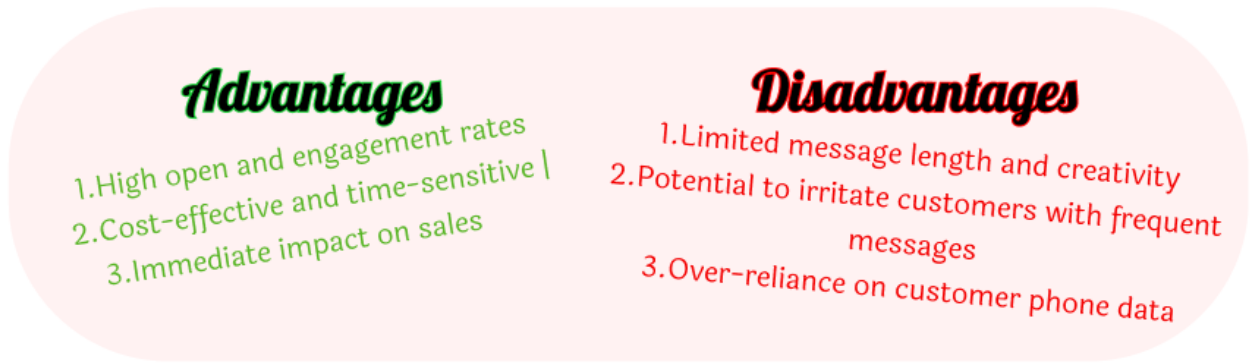 Advantages
1.High open and engagement rates
2.Cost-effective and time-sensitive |
3.Immediate impact on sales
Disadvantages
1.Limited message length and creativity
2.Potential to irritate customers with frequent
messages
3.Over-reliance on customer phone data